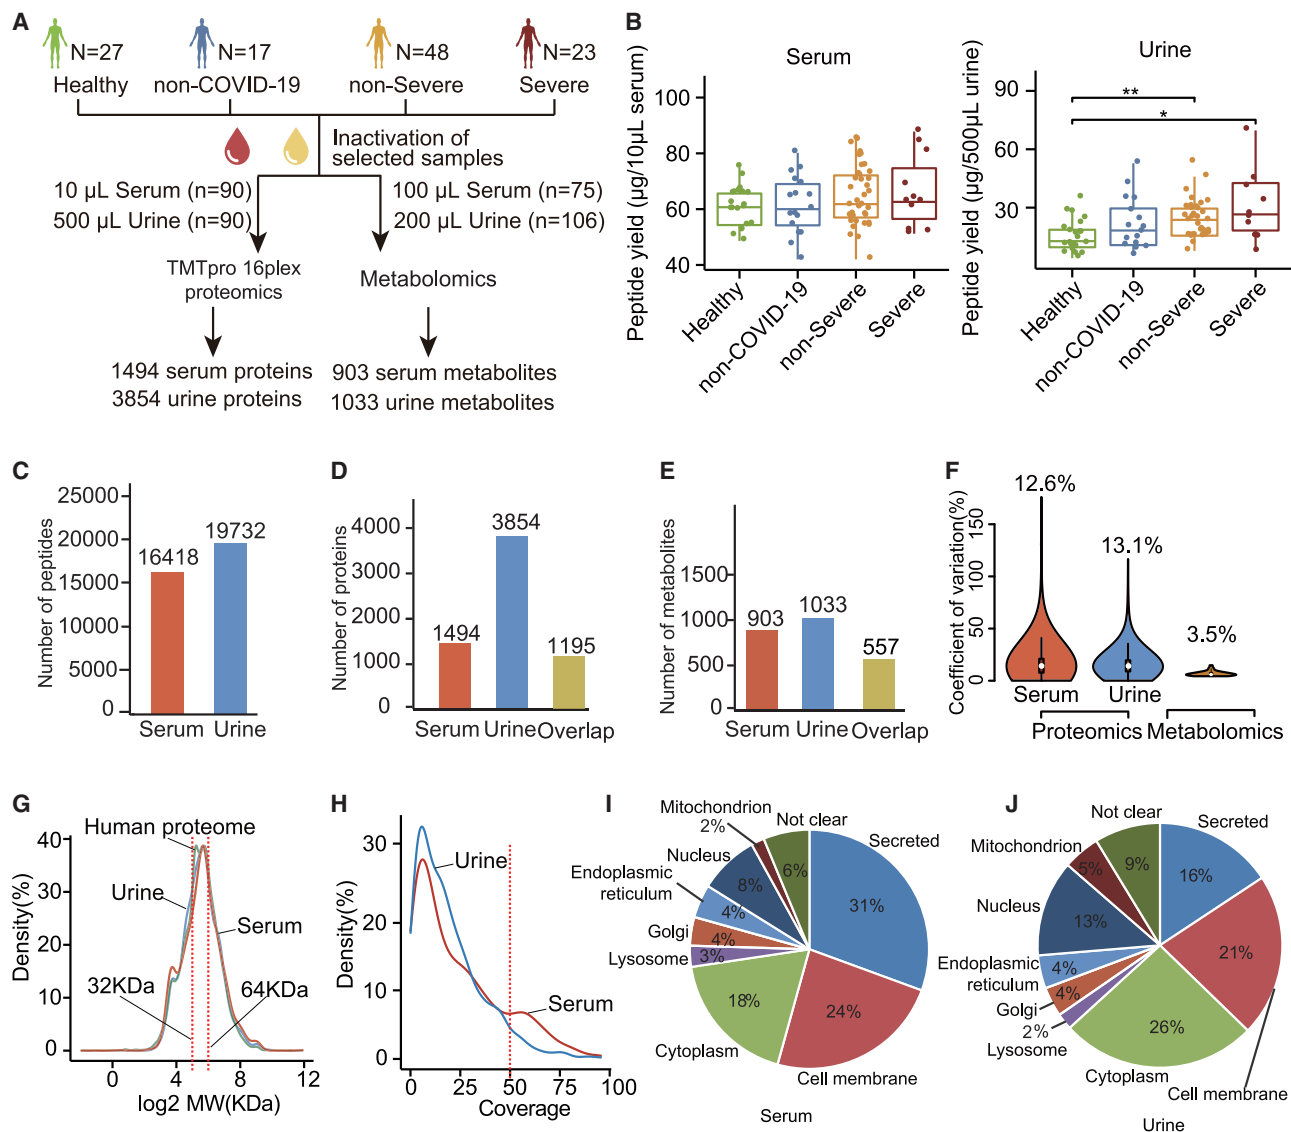 A
N=27
N=17
N=48
N=23
Healthy
non-COVID-19
non-Severe
Severe
Inactivation of
selected samples
10 µL Serum (n=90)
500 µL Urine (n=90)
100 µL Serum (n=75)
200 µL Urine (n=106)
TMTpro 16plex
proteomics
Metabolomics
1494 serum proteins
3854 urine proteins
903 serum metabolites
1033 urine metabolites
B
Serum
Peptide yield (µg/10µL serum)
100
80
60
40
Healthy
non-COVID-19
non-Severe
Severe
Urine
Peptide yield (µg/500µL urine)
90
60
30
**
*
Healthy
non-COVID-19
non-Severe
Severe
C
Number of peptides
25000
20000
15000
10000
5000
0
16418
19732
Serum
Urine
D
Number of proteins
4000
3000
2000
1000
0
1494
3854
1195
Serum
Urine
Overlap
E
Number of metabolites
1500
1000
500
0
903
1033
557
Serum
Urine
Overlap
F
Coefficient of variation(%)
150
100
50
0
12.6%
13.1%
3.5%
Serum
Urine
Proteomics
Metabolomics
G
Density(%)
40
30
20
10
0
Human proteome
Urine
Serum
32KDa
64KDa
0
4
8
12
log2 MW(KDa)
H
Density(%)
30
20
10
0
Urine
Serum
0
25
50
75
100
Coverage
I
Mitochondrion
2%
Not clear
6%
Secreted
31%
Nucleus
8%
Endoplasmic
reticulum
4%
Golgi
4%
Lysosome
3%
18%
Cytoplasm
24%
Cell membrane
Serum
J
Not clear
9%
Secreted
16%
Mitochondrion
5%
Nucleus
13%
21%
Endoplasmic
reticulum
4%
Golgi
4%
2%
Lysosome
26%
Cytoplasm
Cell membrane
Urine